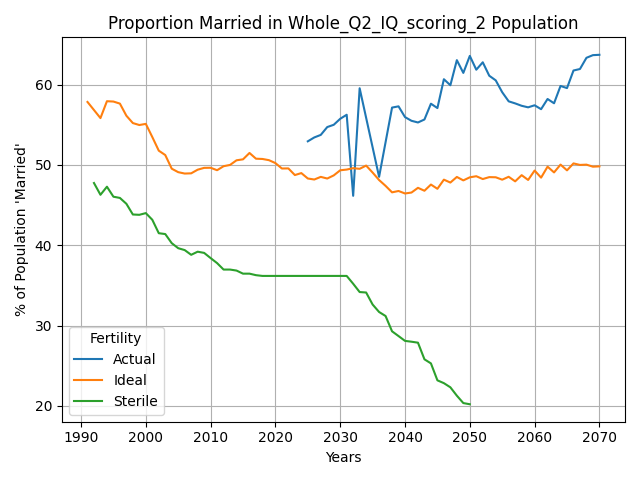 Proportion Married in Whole_Q2_IQ_scoring_2 Population
% of Population 'Married'
60
50
40
30
20
Fertility
Actual
Ideal
Sterile
1990 2000 2010 2020 2030 2040 2050 2060 2070
Years